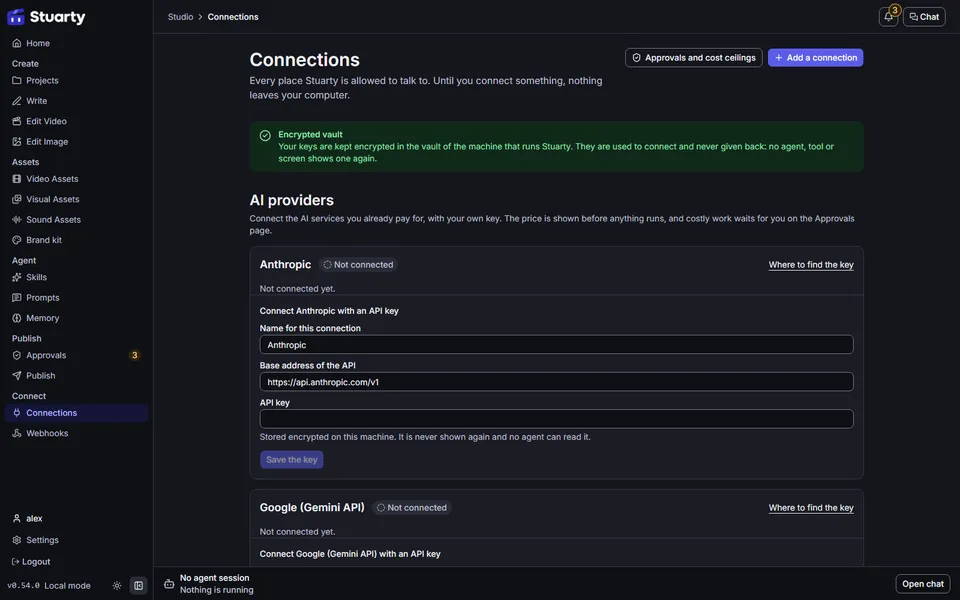 Stuarty
Home
Create
Projects
Write
Edit Video
Edit Image
Assets
Video Assets
Visual Assets
Sound Assets
Brand kit
Agent
Skills
Prompts
Memory
Publish
Approvals 3
Publish
Connect
Connections
Webhooks
alex
Settings
Logout
v0.54.0 Local mode
Studio > Connections
3
Chat
Connections
Approvals and cost ceilings
+ Add a connection
Every place Stuarty is allowed to talk to. Until you connect something, nothing
leaves your computer.
Encrypted vault
Your keys are kept encrypted in the vault of the machine that runs Stuarty. They are used to connect and never given back: no agent, tool or
screen shows one again.
AI providers
Connect the AI services you already pay for, with your own key. The price is shown before anything runs, and costly work waits for you on the Approvals
page.
Anthropic Not connected Where to find the key
Not connected yet.
Connect Anthropic with an API key
Name for this connection
Anthropic
Base address of the API
https://api.anthropic.com/v1
API key
Stored encrypted on this machine. It is never shown again and no agent can read it.
Save the key
Google (Gemini API) Not connected Where to find the key
Not connected yet.
Connect Google (Gemini API) with an API key
No agent session
Nothing is running
Open chat